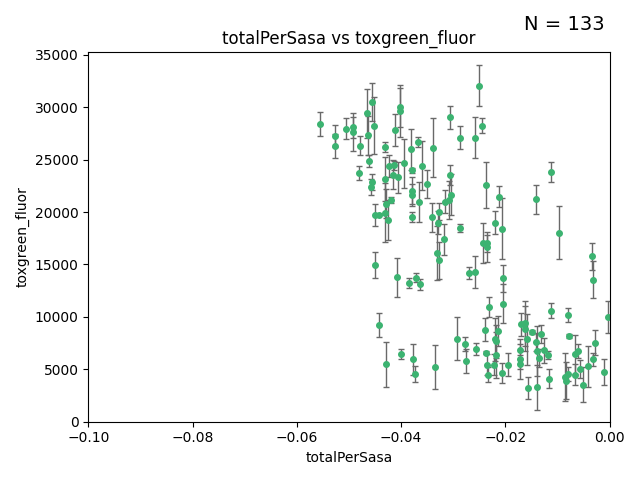 N = 133
totalPerSasa vs toxgreen_fluor
35000
30000
25000
20000
15000
10000
5000
0
toxgreen_fluor
−0.10 −0.08 −0.06 −0.04 −0.02 0.00
totalPerSasa